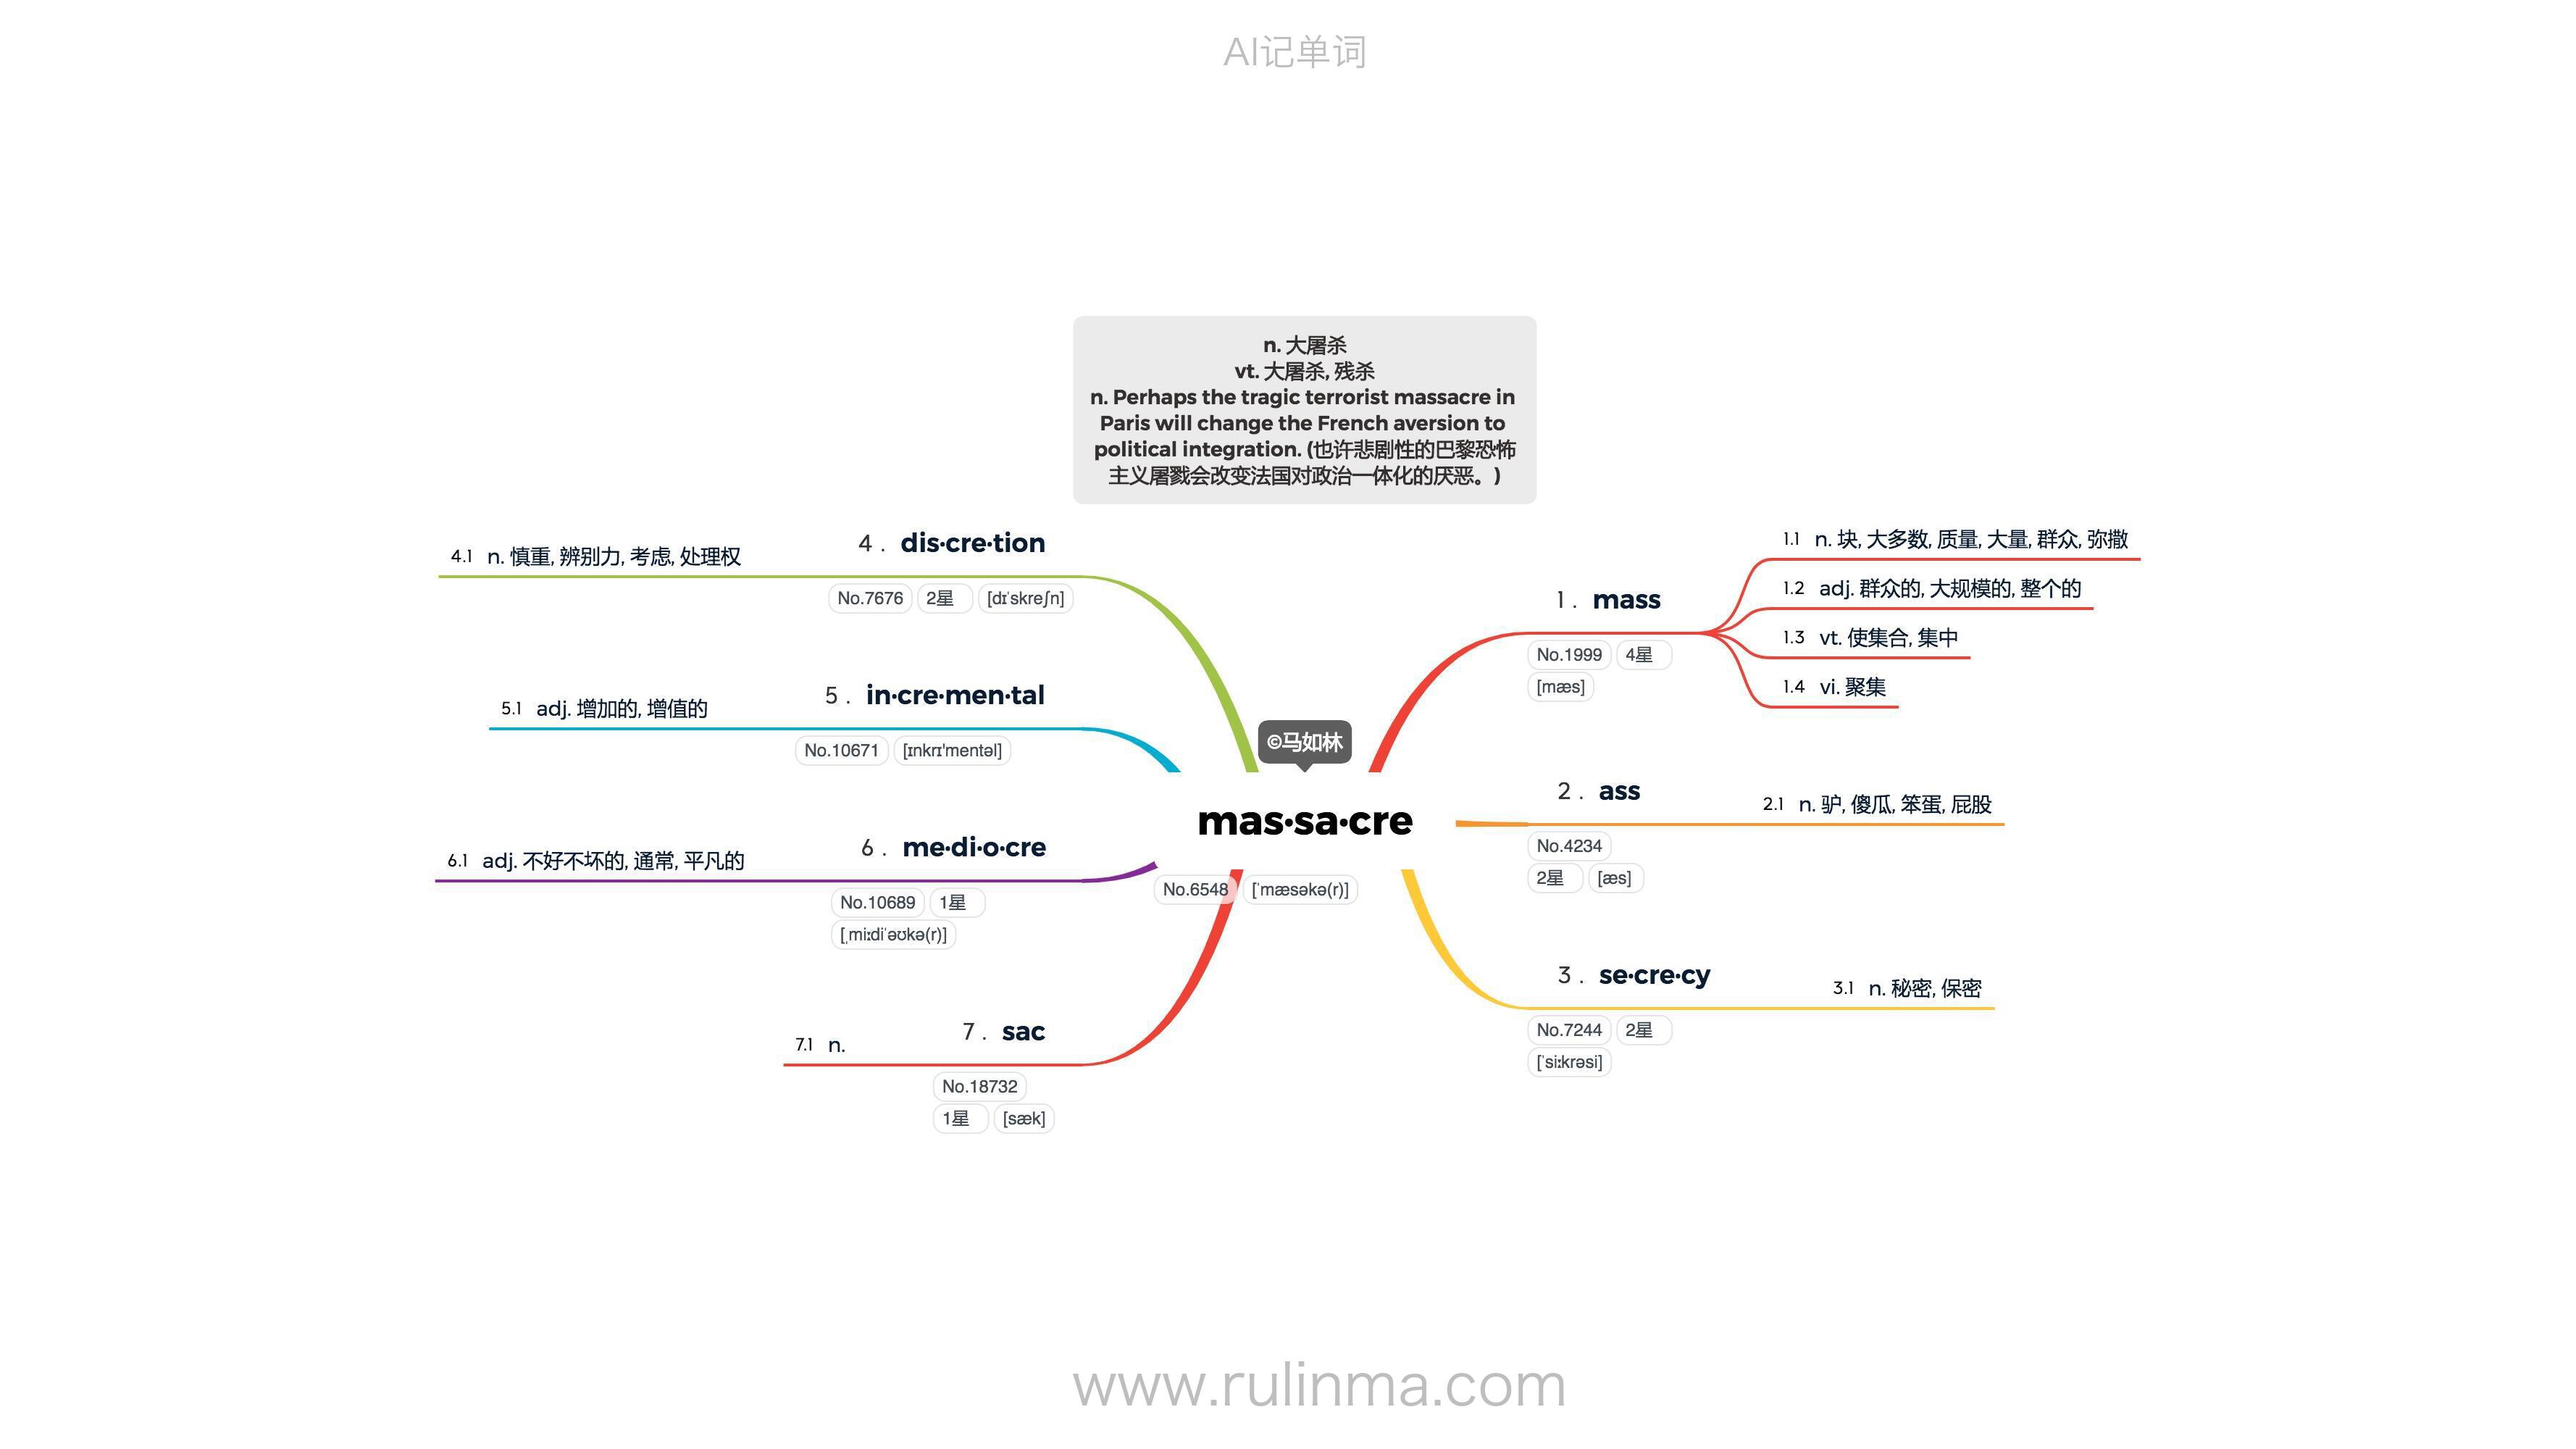 AI记单词
n. 大屠杀
vt. 大屠杀, 残杀
n. Perhaps the tragic terrorist massacre in
Paris will change the French aversion to
political integration. (也许悲剧性的巴黎恐怖
主义屠戮会改变法国对政治一体化的厌恶。)
©马如林
mas·sa·cre
No.6548 [ˈmæsəkə(r)]
1. mass
No.1999 4星
[mæs]
1.1 n. 块, 大多数, 质量, 大量, 群众, 弥撒
1.2 adj. 群众的, 大规模的, 整个的
1.3 vt. 使集合, 集中
1.4 vi. 聚集
2. ass
No.4234
2星 [æs]
2.1 n. 驴, 傻瓜, 笨蛋, 屁股
3. se·cre·cy
No.7244 2星
[ˈsiːkrəsi]
3.1 n. 秘密, 保密
4. dis·cre·tion
No.7676 2星 [dɪˈskreʃn]
4.1 n. 慎重, 辨别力, 考虑, 处理权
5. in·cre·men·tal
No.10671 [ɪnkrɪ'mentəl]
5.1 adj. 增加的, 增值的
6. me·di·o·cre
No.10689 1星
[ˌmiːdiˈəʊkə(r)]
6.1 adj. 不好不坏的, 通常, 平凡的
7. sac
No.18732
1星 [sæk]
7.1 n.
www.rulinma.com